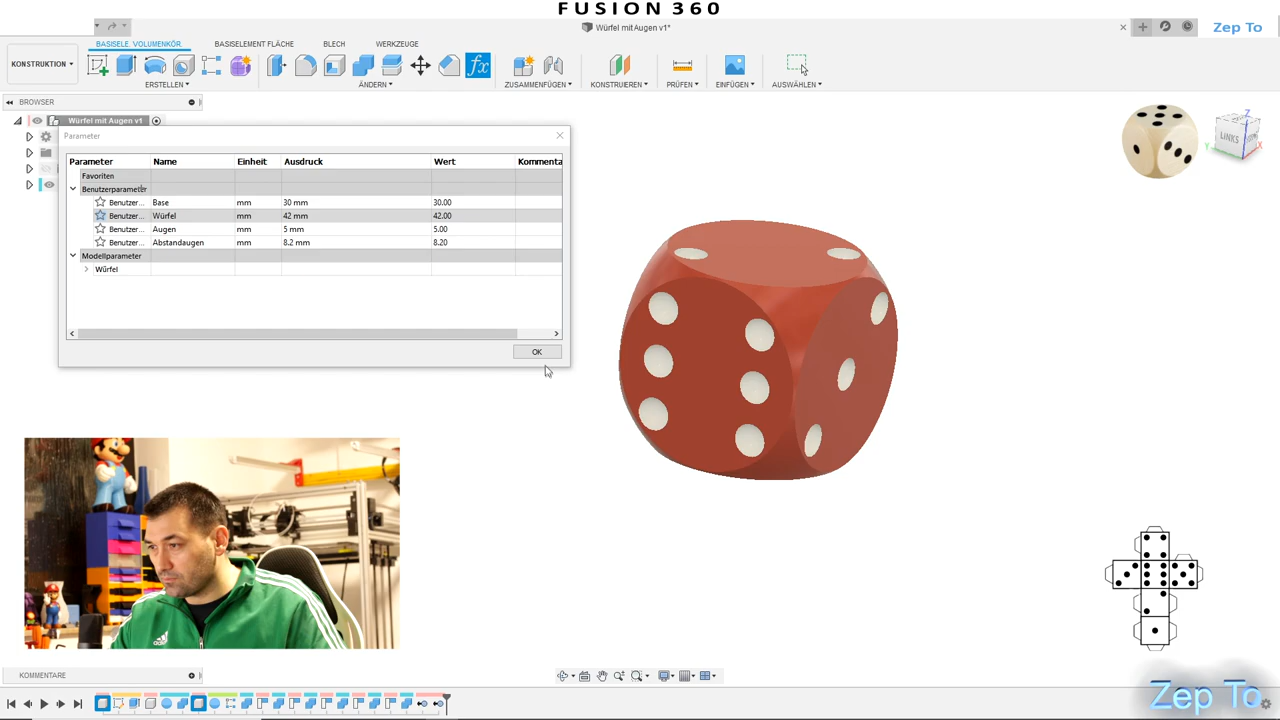 FUSION 360
Würfel mit Augen v1*
Zep To
BASISELE. VOLUMENKÖR.
BASISELEMENT FLÄCHE
BLECH
WERKZEUGE
KONSTRUKTION
ERSTELLEN
ÄNDERN
ZUSAMMENFÜGEN
KONSTRUIEREN
PRÜFEN
EINFÜGEN
AUSWÄHLEN
fx
BROWSER
Würfel mit Augen v1
Parameter
Parameter Name Einheit Ausdruck Wert Kommenta
Favoriten
Benutzerparameter
Benutzer... Base mm 30 mm 30.00
Benutzer... Würfel mm 42 mm 42.00
Benutzer... Augen mm 5 mm 5.00
Benutzer... Abstandaugen mm 8.2 mm 8.20
Modellparameter
Würfel
OK
Z
LINKS
Y
X
KOMMENTARE
Zep To